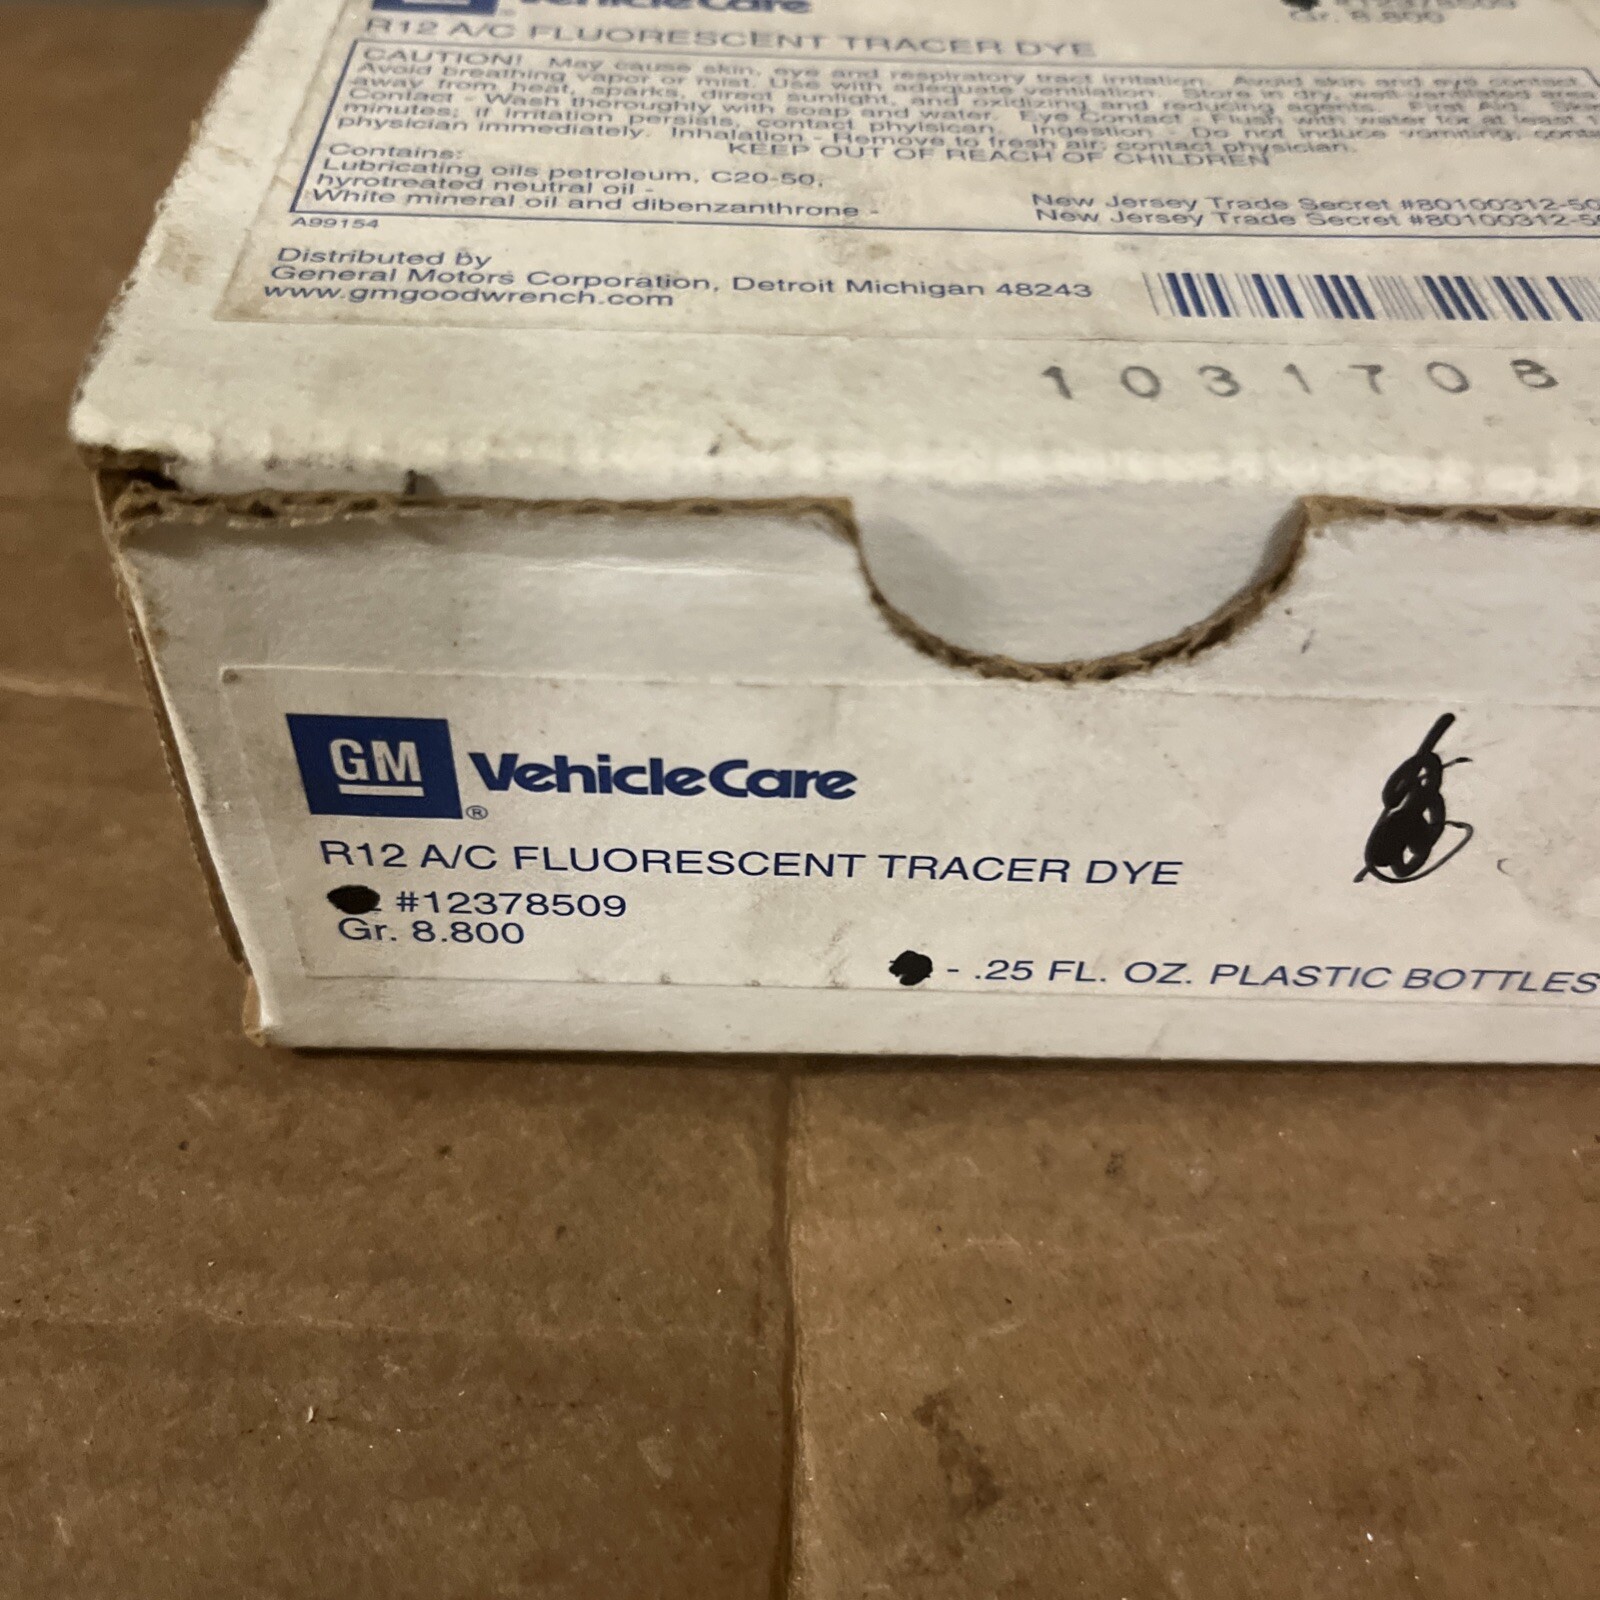 VehicleCare
#12378509
Gr. 8.800
R12 A/C FLUORESCENT TRACER DYE
CAUTION! May cause skin, eye and respiratory tract irritation. Avoid skin and eye contact.
Avoid breathing vapor or mist. Use with adequate ventilation. Store in dry, well ventilated area
away from heat, sparks, direct sunlight, and oxidizing and reducing agents. First Aid. Skin
Contact - Wash thoroughly with soap and water. Eye Contact - Flush with water for at least
minutes; if irritation persists, contact phyisican. Ingestion - Do not induce vomiting,
physician immediately. Inhalation - Remove to fresh air; contact physician.
KEEP OUT OF REACH OF CHILDREN
Contains:
Lubricating oils petroleum, C20-50,
hyrotreated neutral oil -
New Jersey Trade Secret #80100312-50
White mineral oil and dibenzanthrone -
New Jersey Trade Secret #80100312-5
A99154
Distributed by
General Motors Corporation, Detroit Michigan 48243
www.gmgoodwrench.com
1031708
GM VehicleCare
®
R12 A/C FLUORESCENT TRACER DYE
#12378509
Gr. 8.800
- .25 FL. OZ. PLASTIC BOTTLES